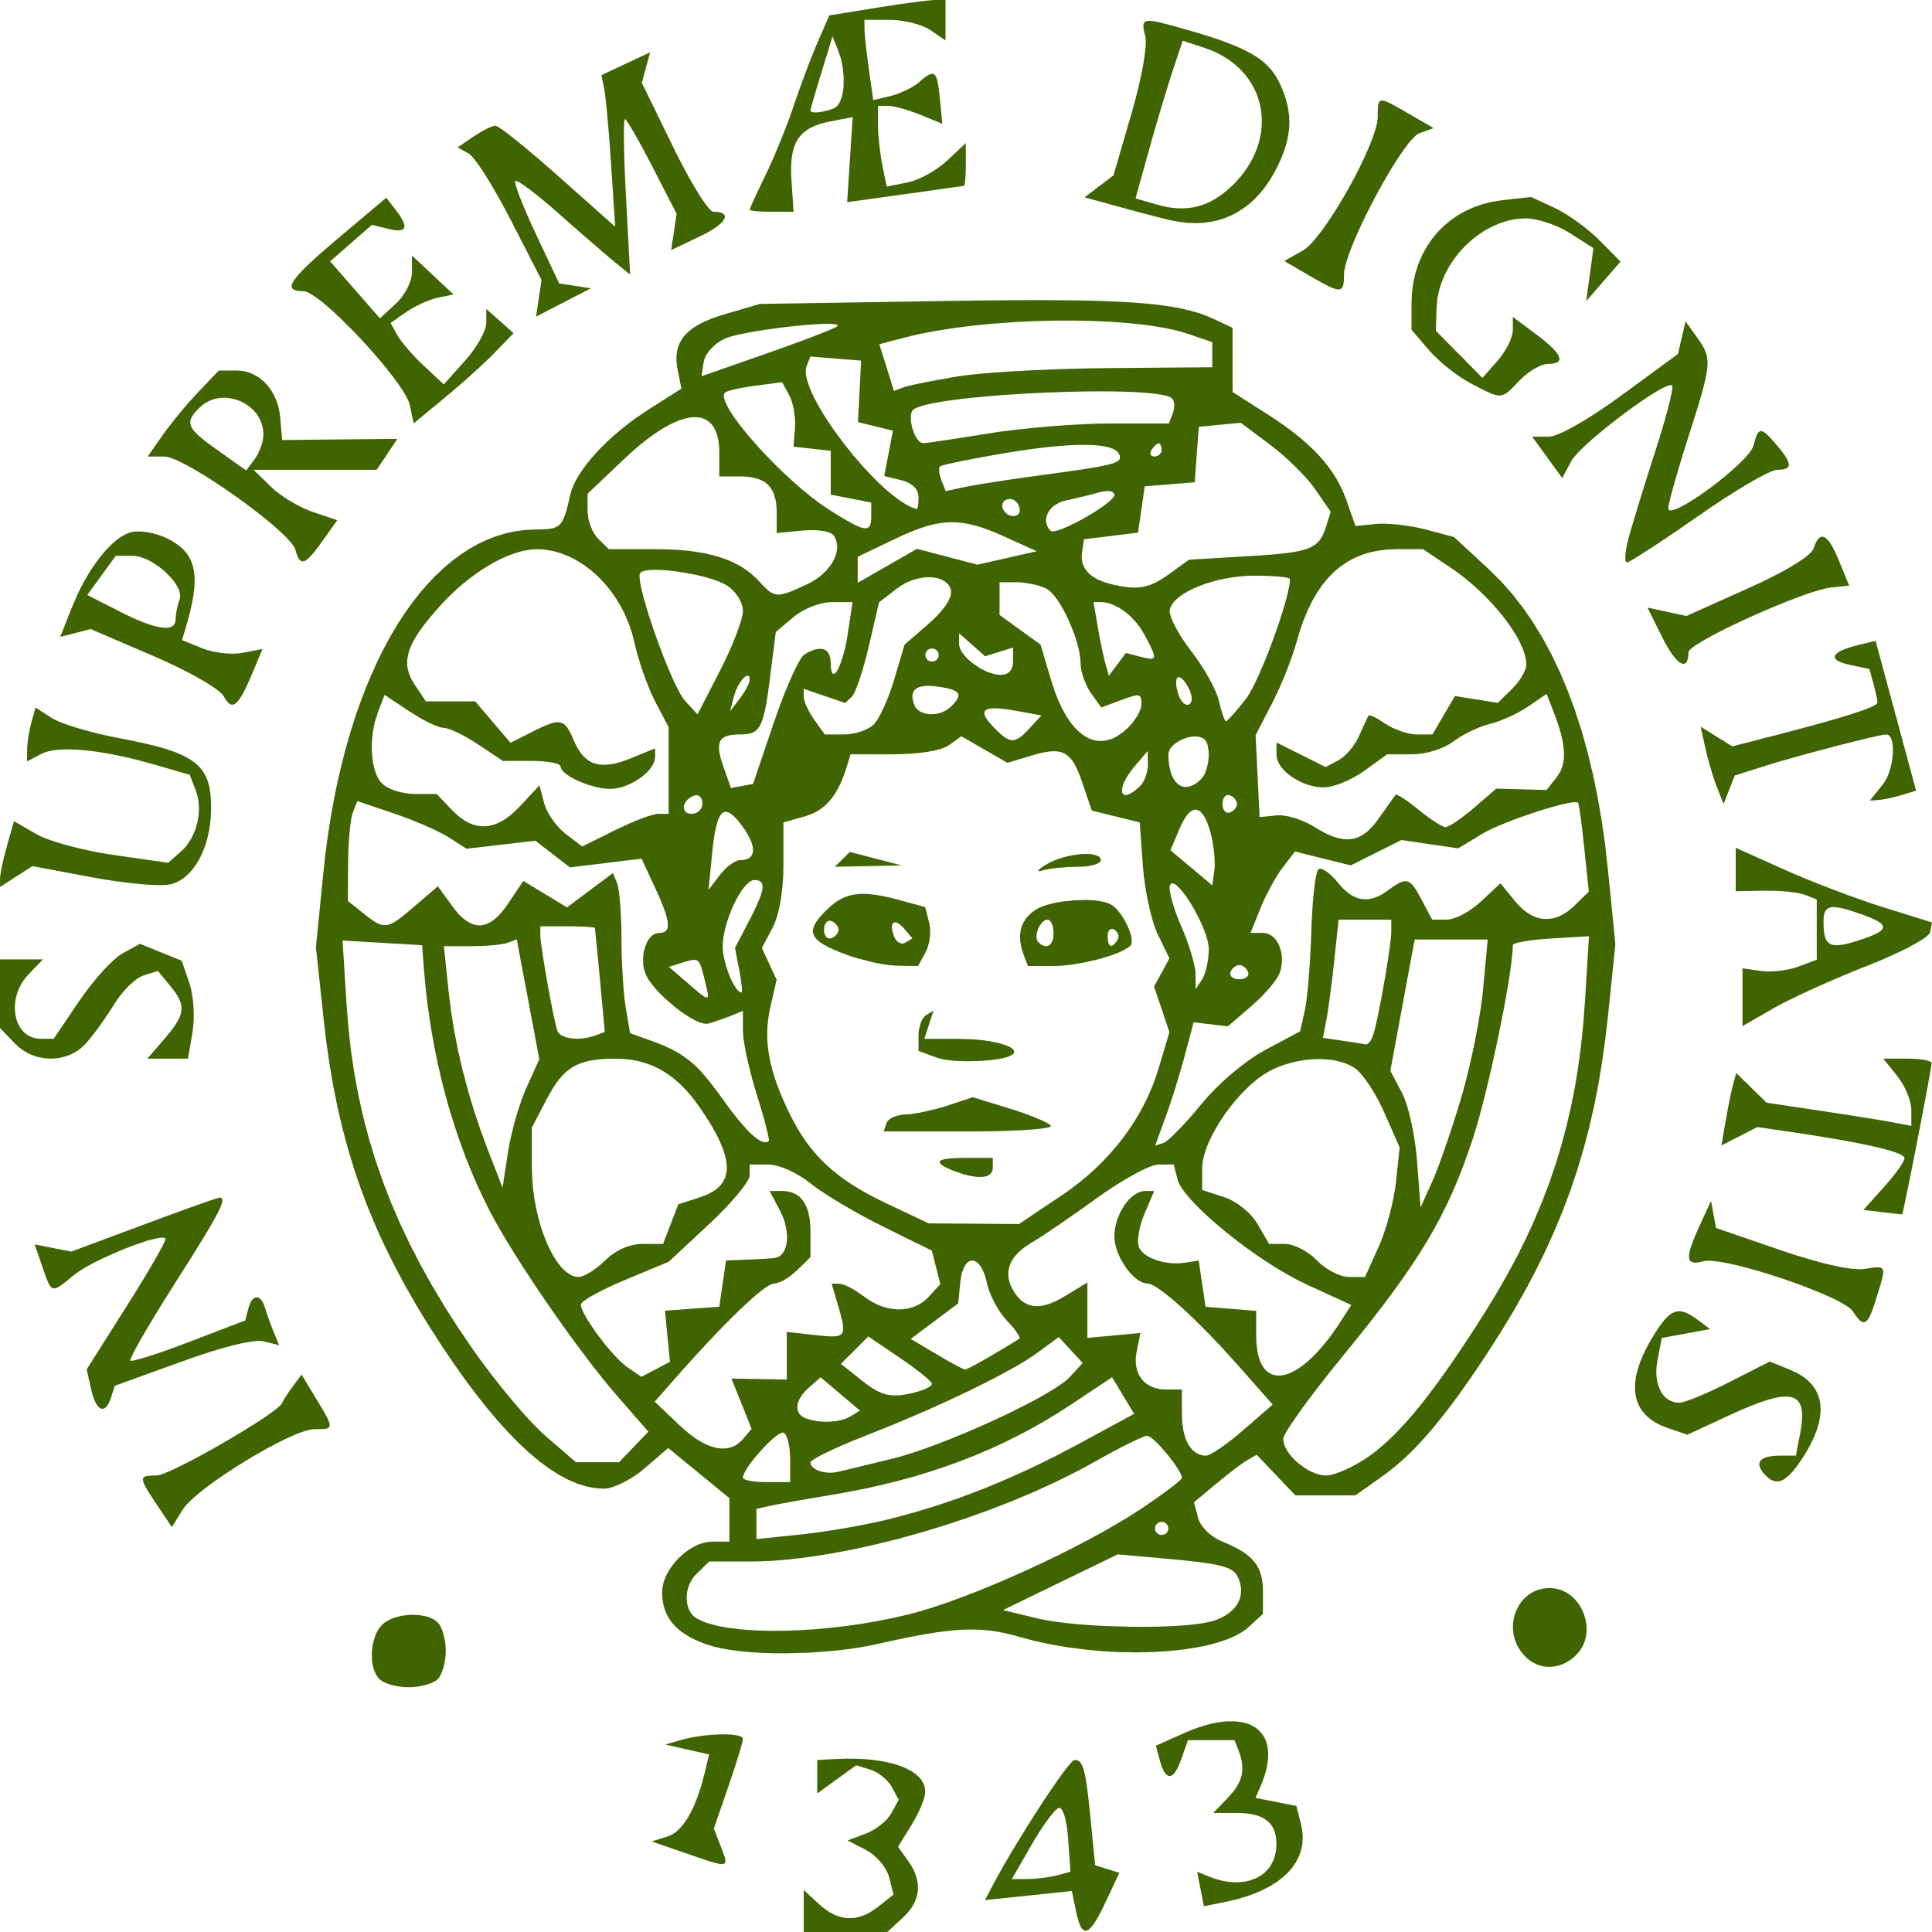 IN SUPREMÆ DIGNITATIS
1343